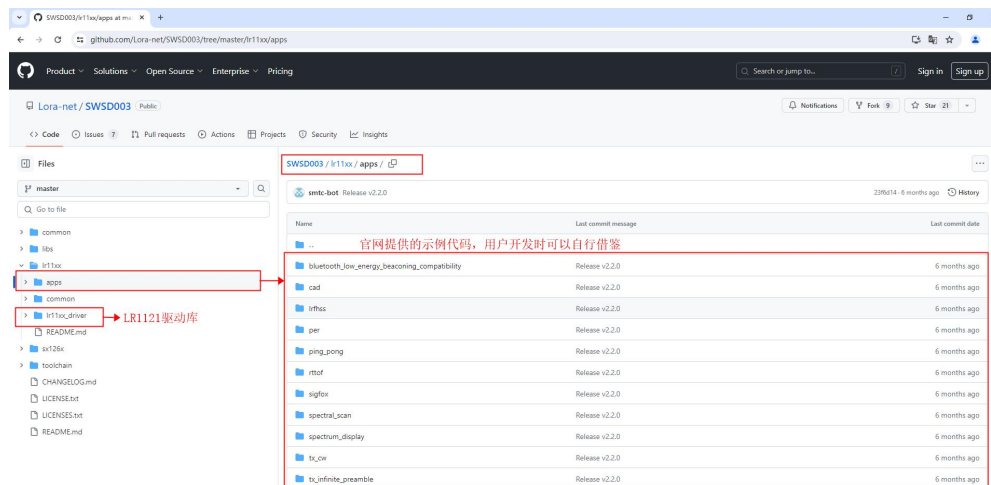 SWSD003/lr11xx/apps at ma
github.com/Lora-net/SWSD003/tree/master/lr11xx/apps
Product Solutions Open Source Enterprise Pricing
Search or jump to... / Sign in Sign up
Lora-net / SWSD003 Public
Notifications Fork 9 Star 21
<> Code Issues 7 Pull requests Actions Projects Security Insights
Files
master
Go to file
common
libs
lr11xx
apps
common
lr11xx_driver LR1121驱动库
README.md
sx126x
toolchain
CHANGELOG.md
LICENSE.txt
LICENSES.txt
README.md
SWSD003 / lr11xx / apps /
smtc-bot Release v2.2.0 23f6d14 · 6 months ago History
Name Last commit message Last commit date
.. 官网提供的示例代码，用户开发时可以自行借鉴
bluetooth_low_energy_beaconing_compatibility Release v2.2.0 6 months ago
cad Release v2.2.0 6 months ago
lrfhss Release v2.2.0 6 months ago
per Release v2.2.0 6 months ago
ping_pong Release v2.2.0 6 months ago
rttof Release v2.2.0 6 months ago
sigfox Release v2.2.0 6 months ago
spectral_scan Release v2.2.0 6 months ago
spectrum_display Release v2.2.0 6 months ago
tx_cw Release v2.2.0 6 months ago
tx_infinite_preamble Release v2.2.0 6 months ago